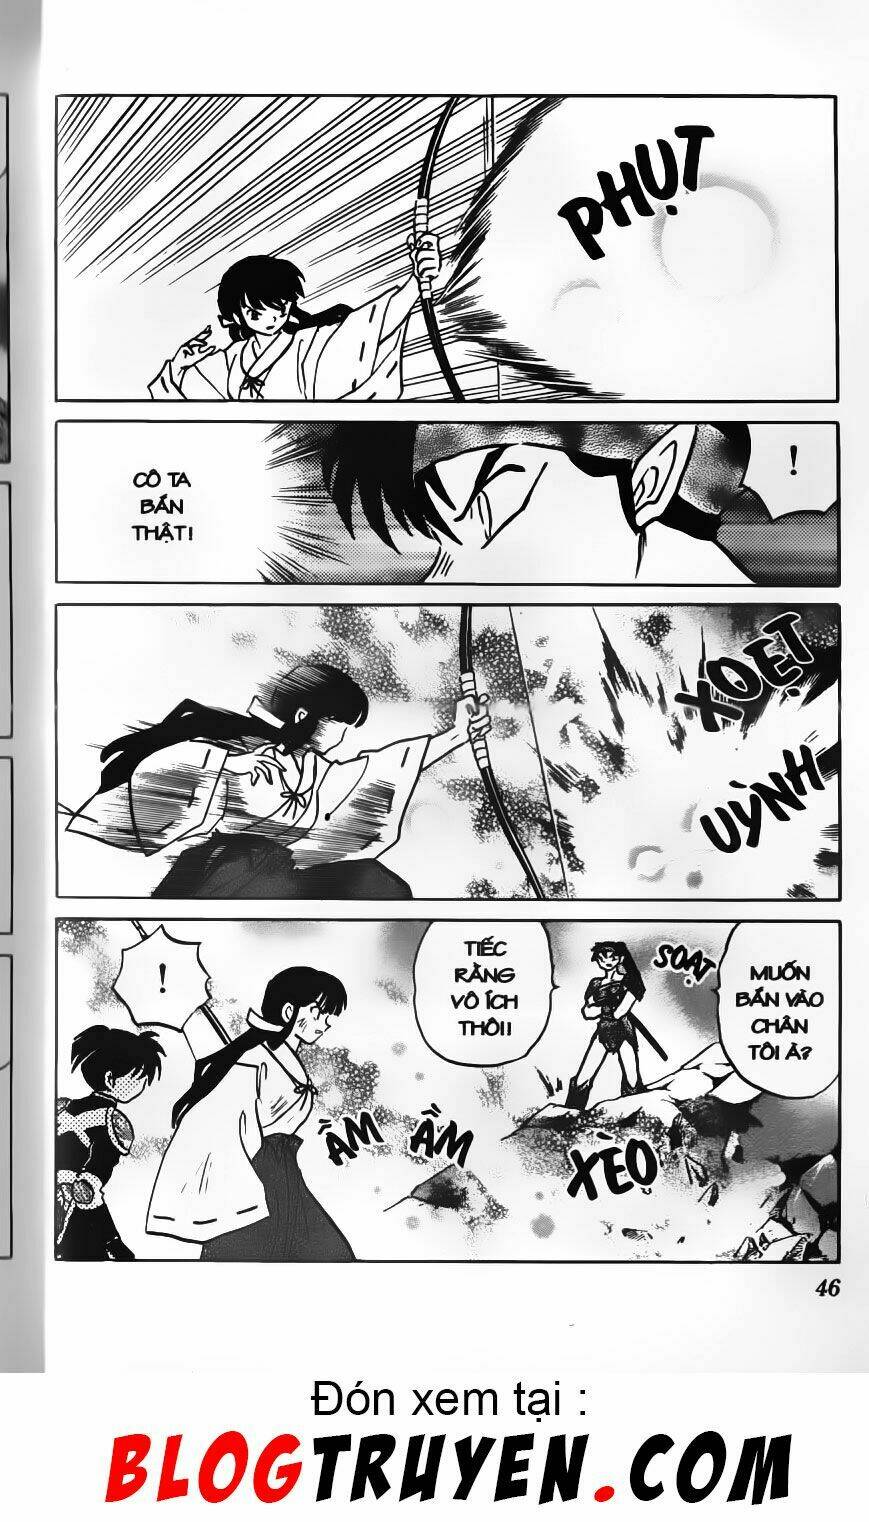 PHỤT
CÔ TA
BẮN
THẬT!
!
XOẸT
UỲNH
!
TIẾC
RẰNG
VÔ ÍCH
THÔI!
SOẠT
MUỐN
BẮN VÀO
CHÂN
TÔI À?
ẦM ẦM
XÈO
46
Đón xem tại :
BLOGTRUYEN.COM